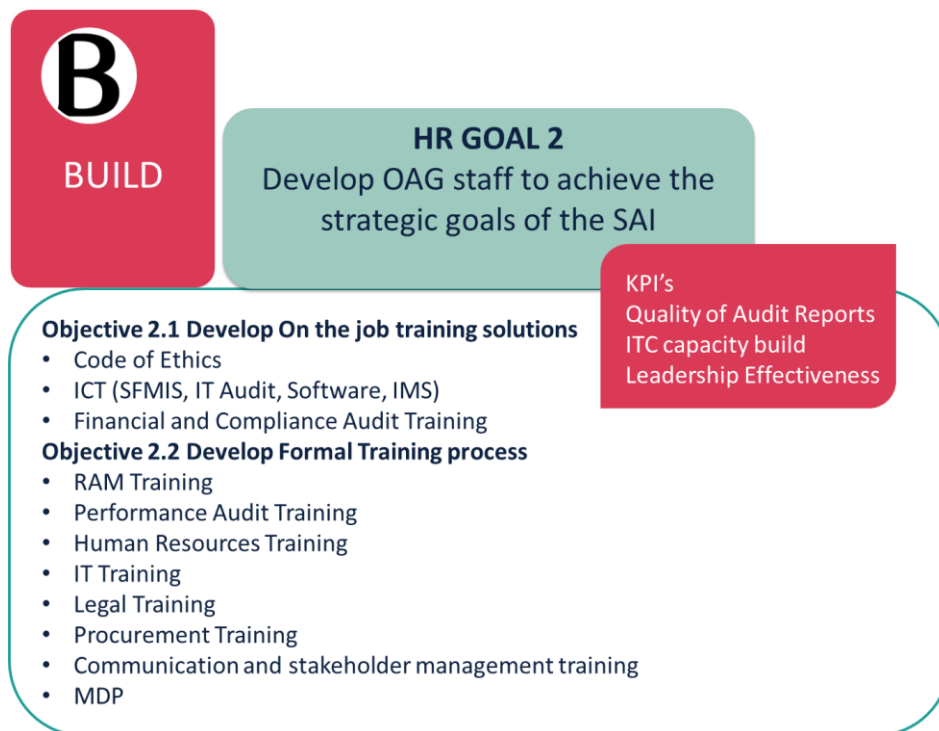 B
BUILD
HR GOAL 2
Develop OAG staff to achieve the
strategic goals of the SAI
KPI's
Quality of Audit Reports
ITC capacity build
Leadership Effectiveness
Objective 2.1 Develop On the job training solutions
• Code of Ethics
• ICT (SFMIS, IT Audit, Software, IMS)
• Financial and Compliance Audit Training
Objective 2.2 Develop Formal Training process
• RAM Training
• Performance Audit Training
• Human Resources Training
• IT Training
• Legal Training
• Procurement Training
• Communication and stakeholder management training
• MDP